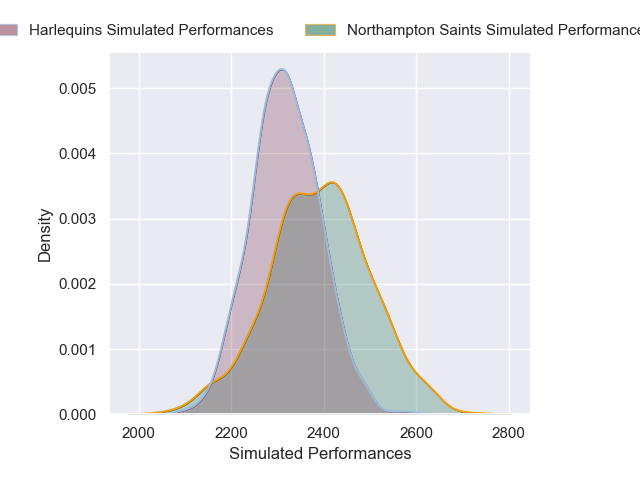 Harlequins Simulated Performances
Northampton Saints Simulated Performance
0.005
0.004
0.003
0.002
0.001
0.000
Density
2000 2200 2400 2600 2800
Simulated Performances